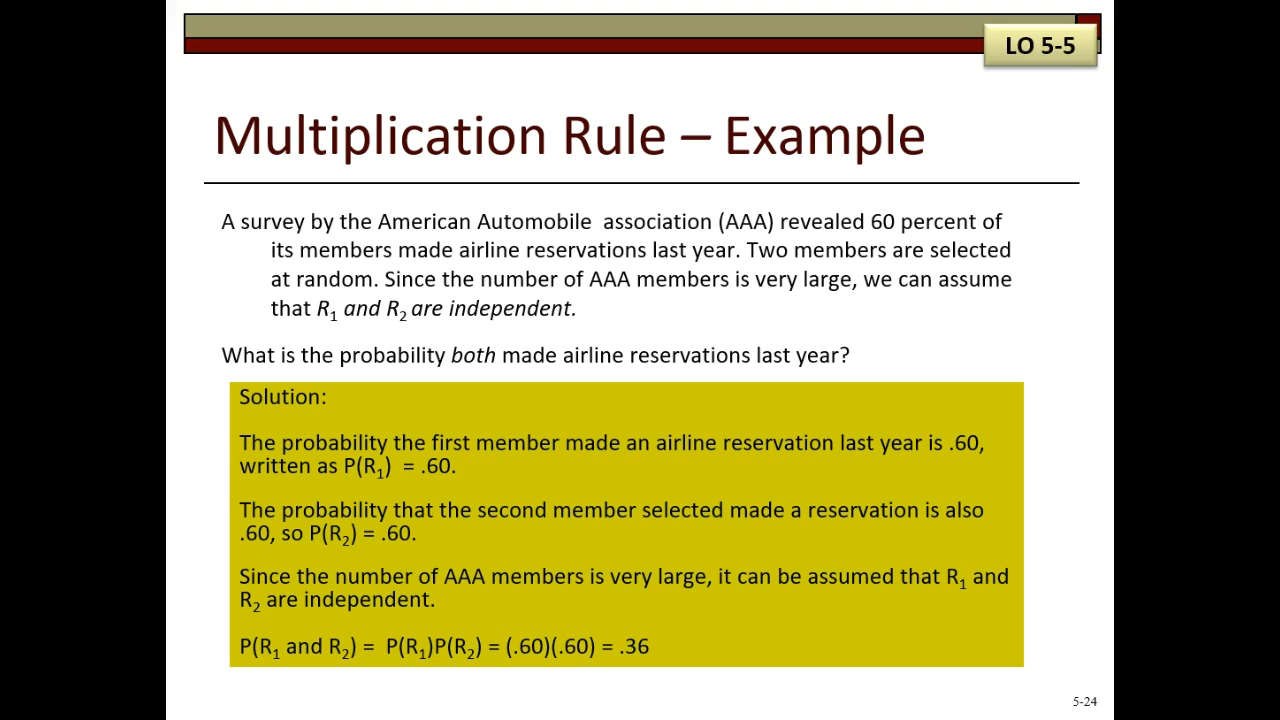 LO 5-5
Multiplication Rule – Example
A survey by the American Automobile association (AAA) revealed 60 percent of
its members made airline reservations last year. Two members are selected
at random. Since the number of AAA members is very large, we can assume
that R₁ and R₂ are independent.
What is the probability both made airline reservations last year?
Solution:
The probability the first member made an airline reservation last year is .60,
written as P(R₁) = .60.
The probability that the second member selected made a reservation is also
.60, so P(R₂) = .60.
Since the number of AAA members is very large, it can be assumed that R₁ and
R₂ are independent.
P(R₁ and R₂) = P(R₁)P(R₂) = (.60)(.60) = .36
5-24